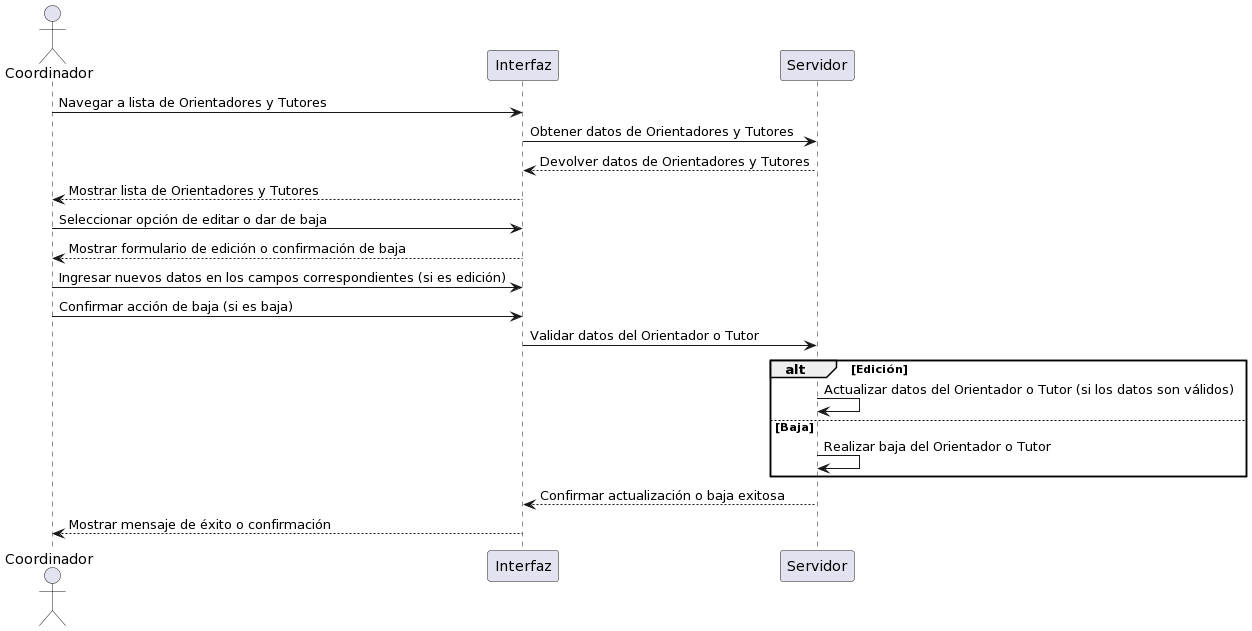 Coordinador
Interfaz
Servidor
Navegar a lista de Orientadores y Tutores
Obtener datos de Orientadores y Tutores
Devolver datos de Orientadores y Tutores
Mostrar lista de Orientadores y Tutores
Seleccionar opción de editar o dar de baja
Mostrar formulario de edición o confirmación de baja
Ingresar nuevos datos en los campos correspondientes (si es edición)
Confirmar acción de baja (si es baja)
Validar datos del Orientador o Tutor
alt [Edición]
Actualizar datos del Orientador o Tutor (si los datos son válidos)
[Baja]
Realizar baja del Orientador o Tutor
Confirmar actualización o baja exitosa
Mostrar mensaje de éxito o confirmación
Coordinador
Interfaz
Servidor